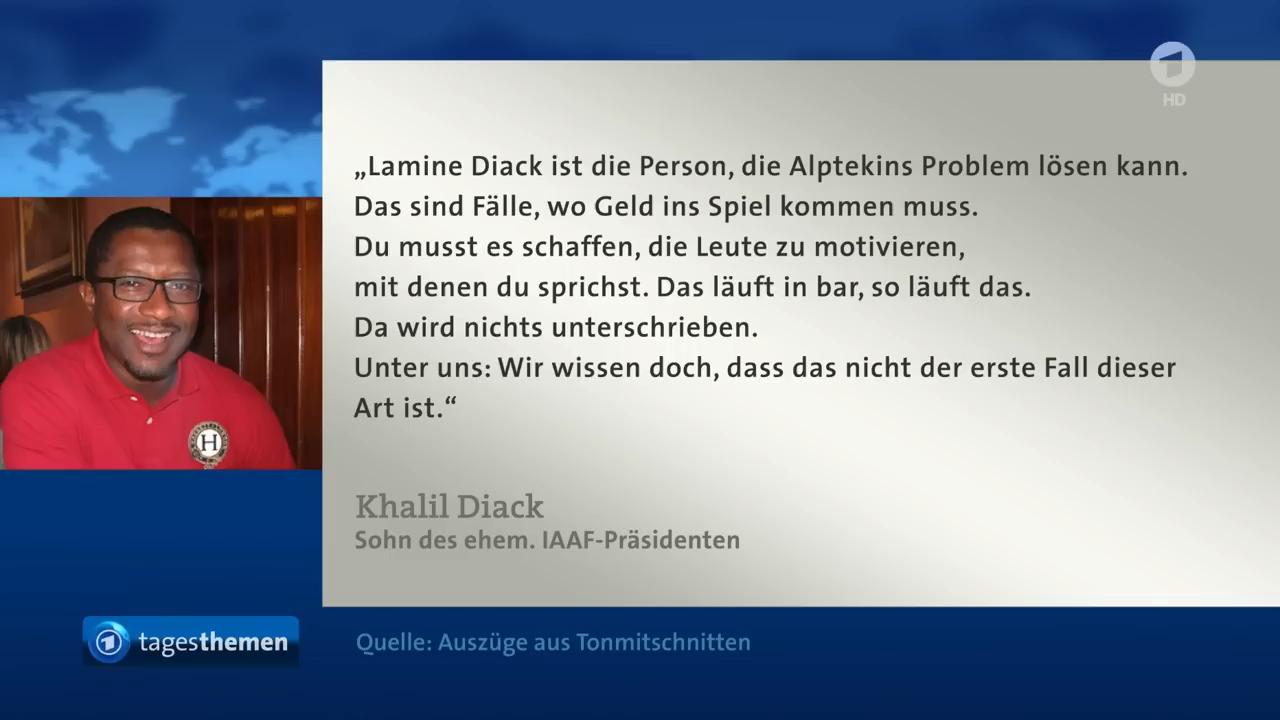 HD
„Lamine Diack ist die Person, die Alptekins Problem lösen kann.
Das sind Fälle, wo Geld ins Spiel kommen muss.
Du musst es schaffen, die Leute zu motivieren,
mit denen du sprichst. Das läuft in bar, so läuft das.
Da wird nichts unterschrieben.
Unter uns: Wir wissen doch, dass das nicht der erste Fall dieser
Art ist.“
H
Khalil Diack
Sohn des ehem. IAAF-Präsidenten
tagesthemen
Quelle: Auszüge aus Tonmitschnitten